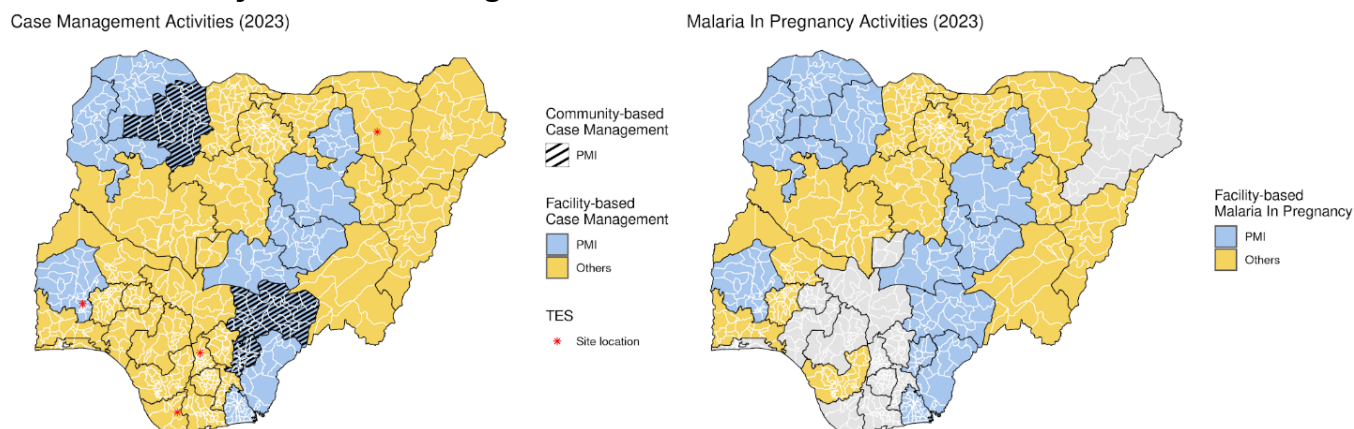 Case Management Activities (2023)
Community-based
Case Management
PMI
Facility-based
Case Management
PMI
Others
TES
Site location
Malaria In Pregnancy Activities (2023)
Facility-based
Malaria In Pregnancy
PMI
Others